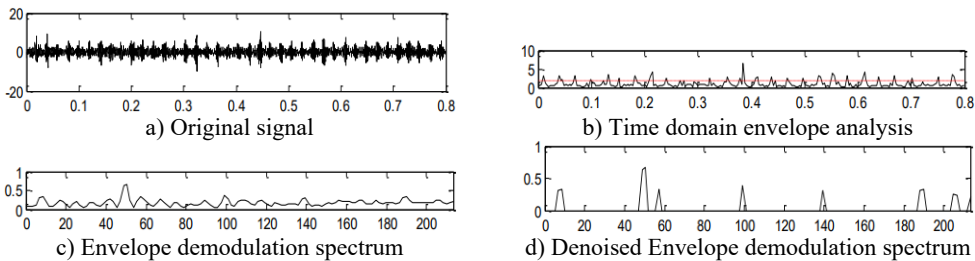 20
0
-20
0 0.1 0.2 0.3 0.4 0.5 0.6 0.7 0.8
a) Original signal
10
5
0
0 0.1 0.2 0.3 0.4 0.5 0.6 0.7 0.8
b) Time domain envelope analysis
1
0.5
0
0 20 40 60 80 100 120 140 160 180 200
c) Envelope demodulation spectrum
1
0.5
0
0 20 40 60 80 100 120 140 160 180 200
d) Denoised Envelope demodulation spectrum